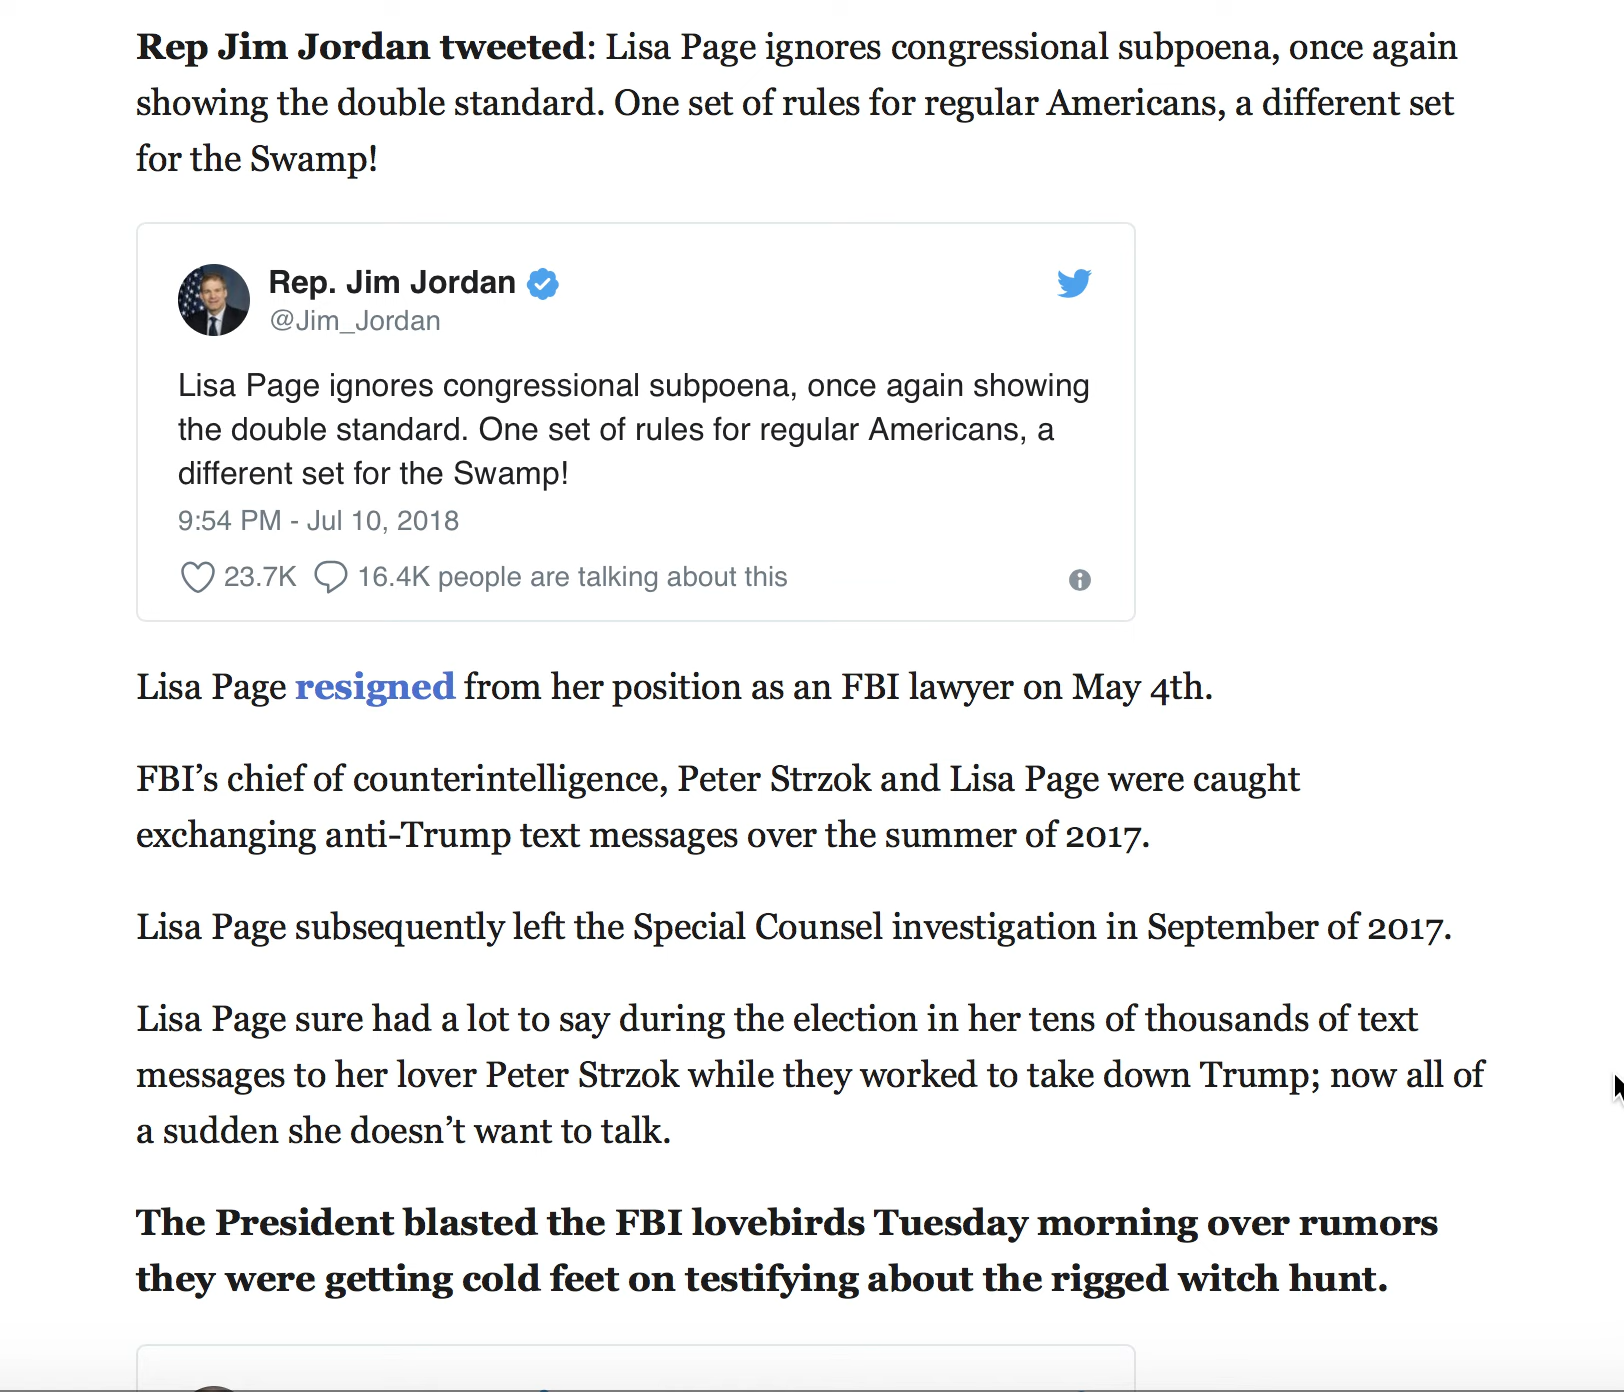 Rep Jim Jordan tweeted: Lisa Page ignores congressional subpoena, once again
showing the double standard. One set of rules for regular Americans, a different set
for the Swamp!
Rep. Jim Jordan
@Jim_Jordan
Lisa Page ignores congressional subpoena, once again showing
the double standard. One set of rules for regular Americans, a
different set for the Swamp!
9:54 PM - Jul 10, 2018
23.7K 16.4K people are talking about this
Lisa Page resigned from her position as an FBI lawyer on May 4th.
FBI’s chief of counterintelligence, Peter Strzok and Lisa Page were caught
exchanging anti-Trump text messages over the summer of 2017.
Lisa Page subsequently left the Special Counsel investigation in September of 2017.
Lisa Page sure had a lot to say during the election in her tens of thousands of text
messages to her lover Peter Strzok while they worked to take down Trump; now all of
a sudden she doesn’t want to talk.
The President blasted the FBI lovebirds Tuesday morning over rumors
they were getting cold feet on testifying about the rigged witch hunt.